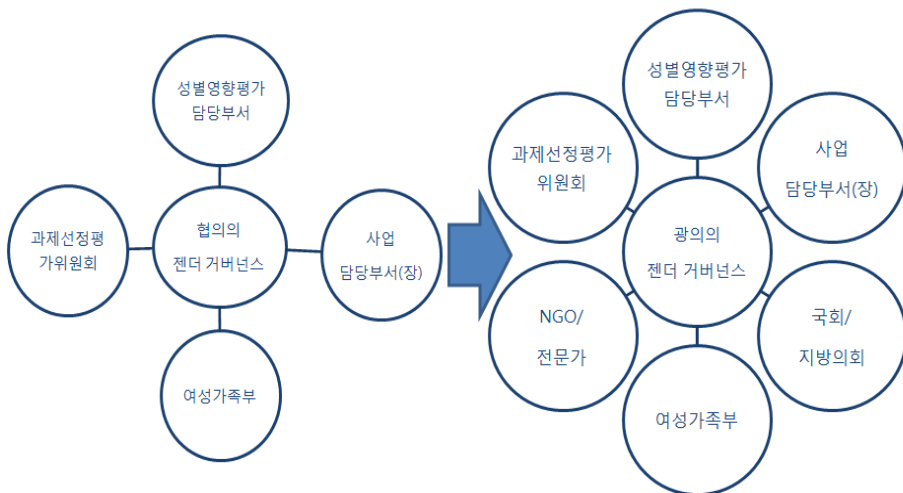 성별영향평가
담당부서
과제선정평
가위원회
협의의
젠더 거버넌스
사업
담당부서(장)
여성가족부
성별영향평가
담당부서
과제선정평가
위원회
사업
담당부서(장)
광의의
젠더 거버넌스
NGO/
전문가
국회/
지방의회
여성가족부